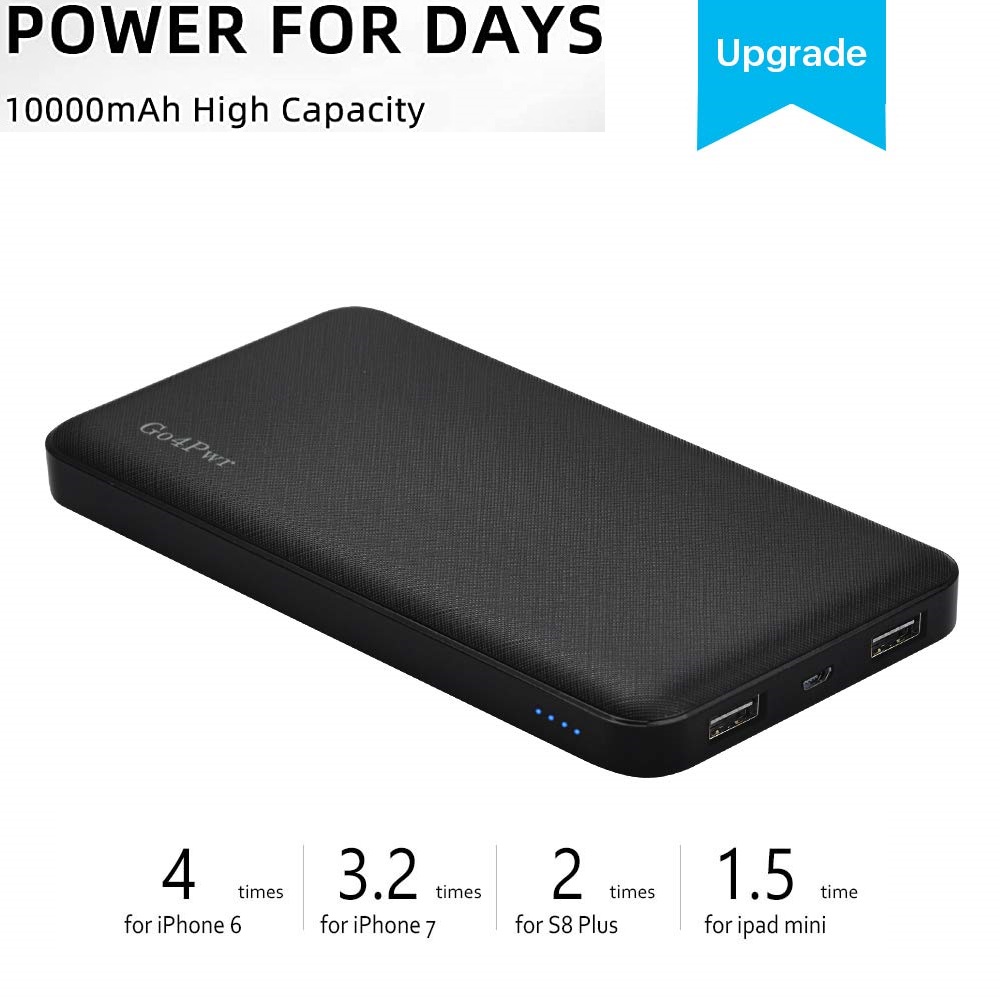 POWER FOR DAYS
10000mAh High Capacity
Upgrade
Go4Pwr
4 times
for iPhone 6
3.2 times
for iPhone 7
2 times
for S8 Plus
1.5 time
for ipad mini